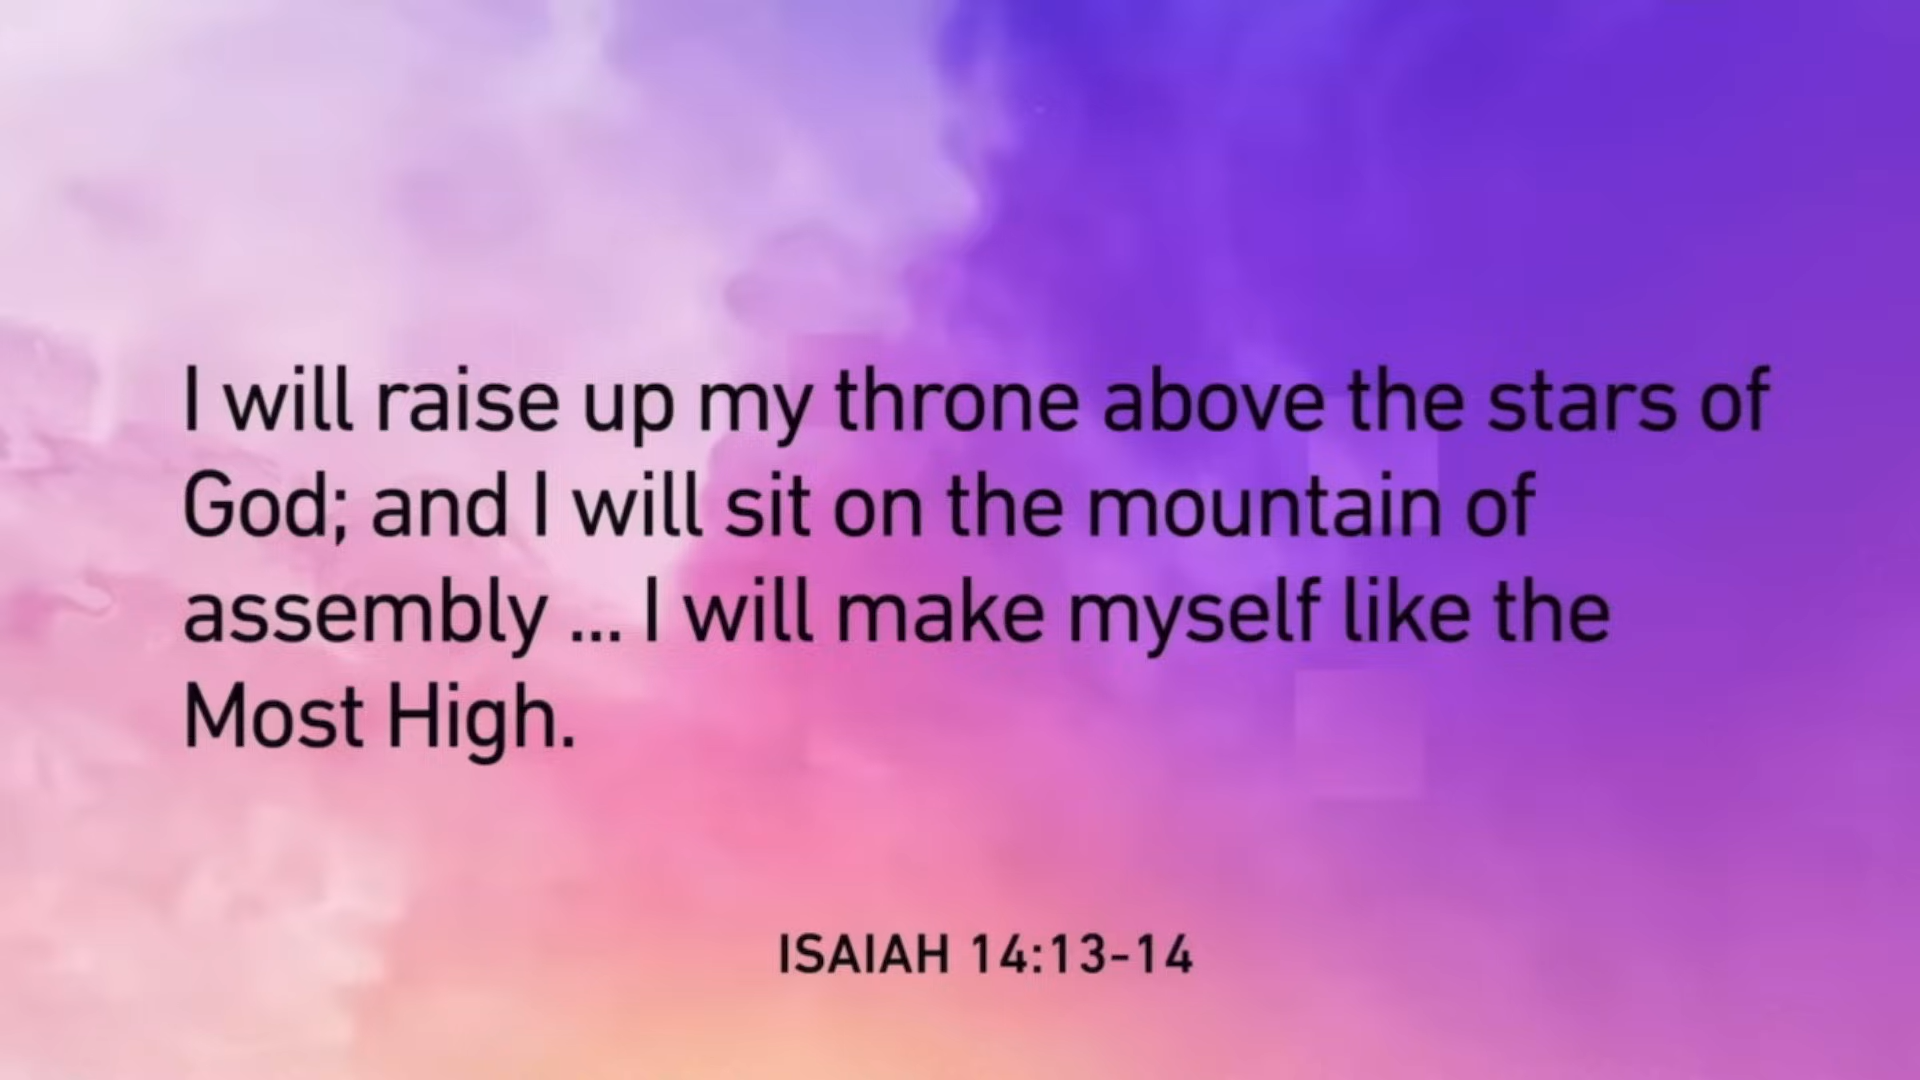 I will raise up my throne above the stars of
God; and I will sit on the mountain of
assembly ... I will make myself like the
Most High.
ISAIAH 14:13-14